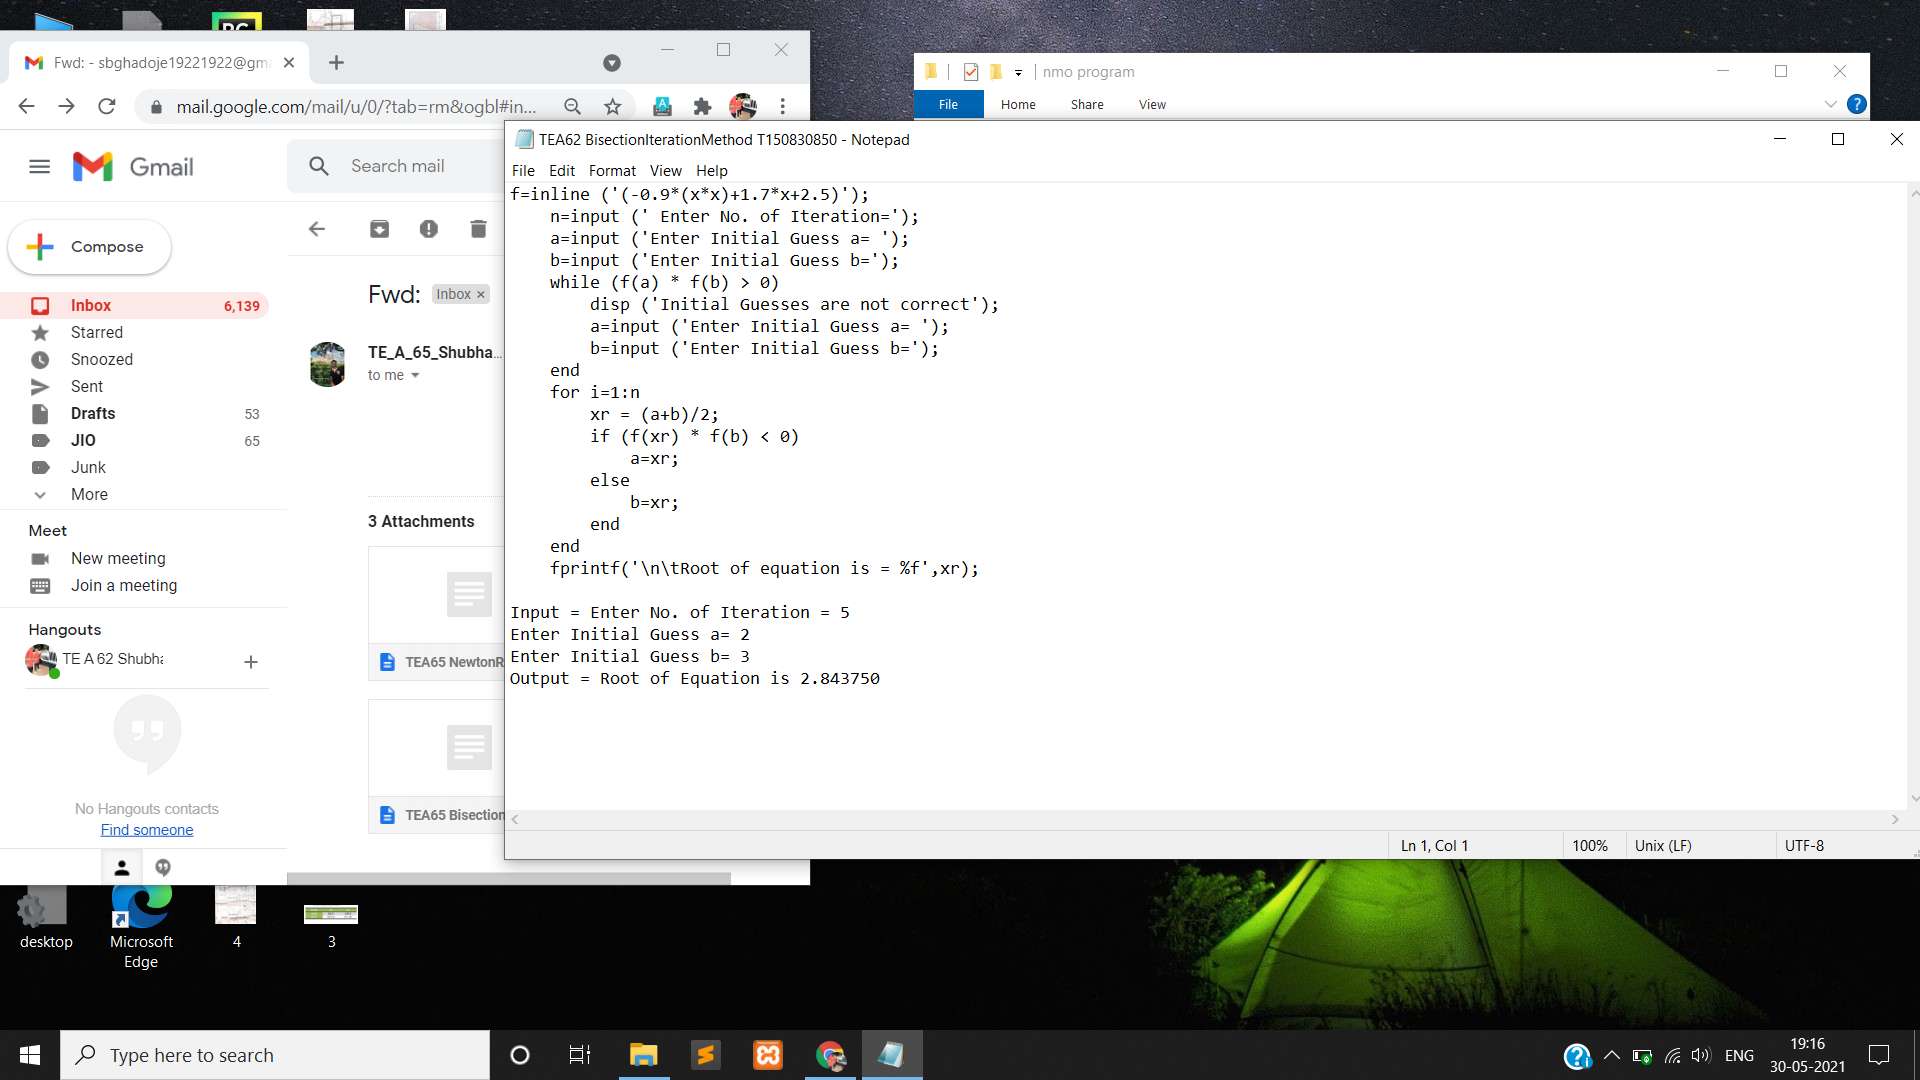 PC
Fwd: - sbghadoje19221922@gm
mail.google.com/mail/u/0/?tab=rm&ogbl#in...
Gmail
Search mail
Compose
Inbox 6,139
Starred
Snoozed
Sent
Drafts 53
JIO 65
Junk
More
Meet
New meeting
Join a meeting
Hangouts
TE A 62 Shubha
No Hangouts contacts
Find someone
Fwd: Inbox ×
TE_A_65_Shubha...
to me
3 Attachments
TEA65 NewtonR
TEA65 Bisection
nmo program
File Home Share View
TEA62 BisectionIterationMethod T150830850 - Notepad
File Edit Format View Help
f=inline ('(-0.9*(x*x)+1.7*x+2.5)');
n=input (' Enter No. of Iteration=');
a=input ('Enter Initial Guess a= ');
b=input ('Enter Initial Guess b=');
while (f(a) * f(b) > 0)
disp ('Initial Guesses are not correct');
a=input ('Enter Initial Guess a= ');
b=input ('Enter Initial Guess b=');
end
for i=1:n
xr = (a+b)/2;
if (f(xr) * f(b) < 0)
a=xr;
else
b=xr;
end
end
fprintf('\n\tRoot of equation is = %f',xr);
Input = Enter No. of Iteration = 5
Enter Initial Guess a= 2
Enter Initial Guess b= 3
Output = Root of Equation is 2.843750
Ln 1, Col 1 100% Unix (LF) UTF-8
desktop
Microsoft
Edge
4
3
Type here to search
ENG
19:16
30-05-2021